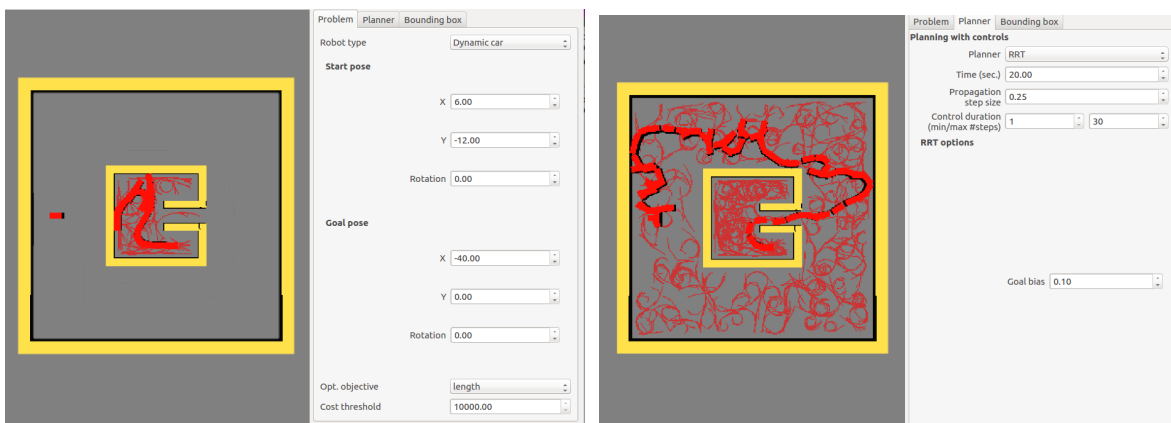 Problem Planner Bounding box
Robot type Dynamic car
Start pose
X 6.00
Y -12.00
Rotation 0.00
Goal pose
X -40.00
Y 0.00
Rotation 0.00
Opt. objective length
Cost threshold 10000.00
Problem Planner Bounding box
Planning with controls
Planner RRT
Time (sec.) 20.00
Propagation
step size 0.25
Control duration
(min/max #steps) 1 30
RRT options
Goal bias 0.10